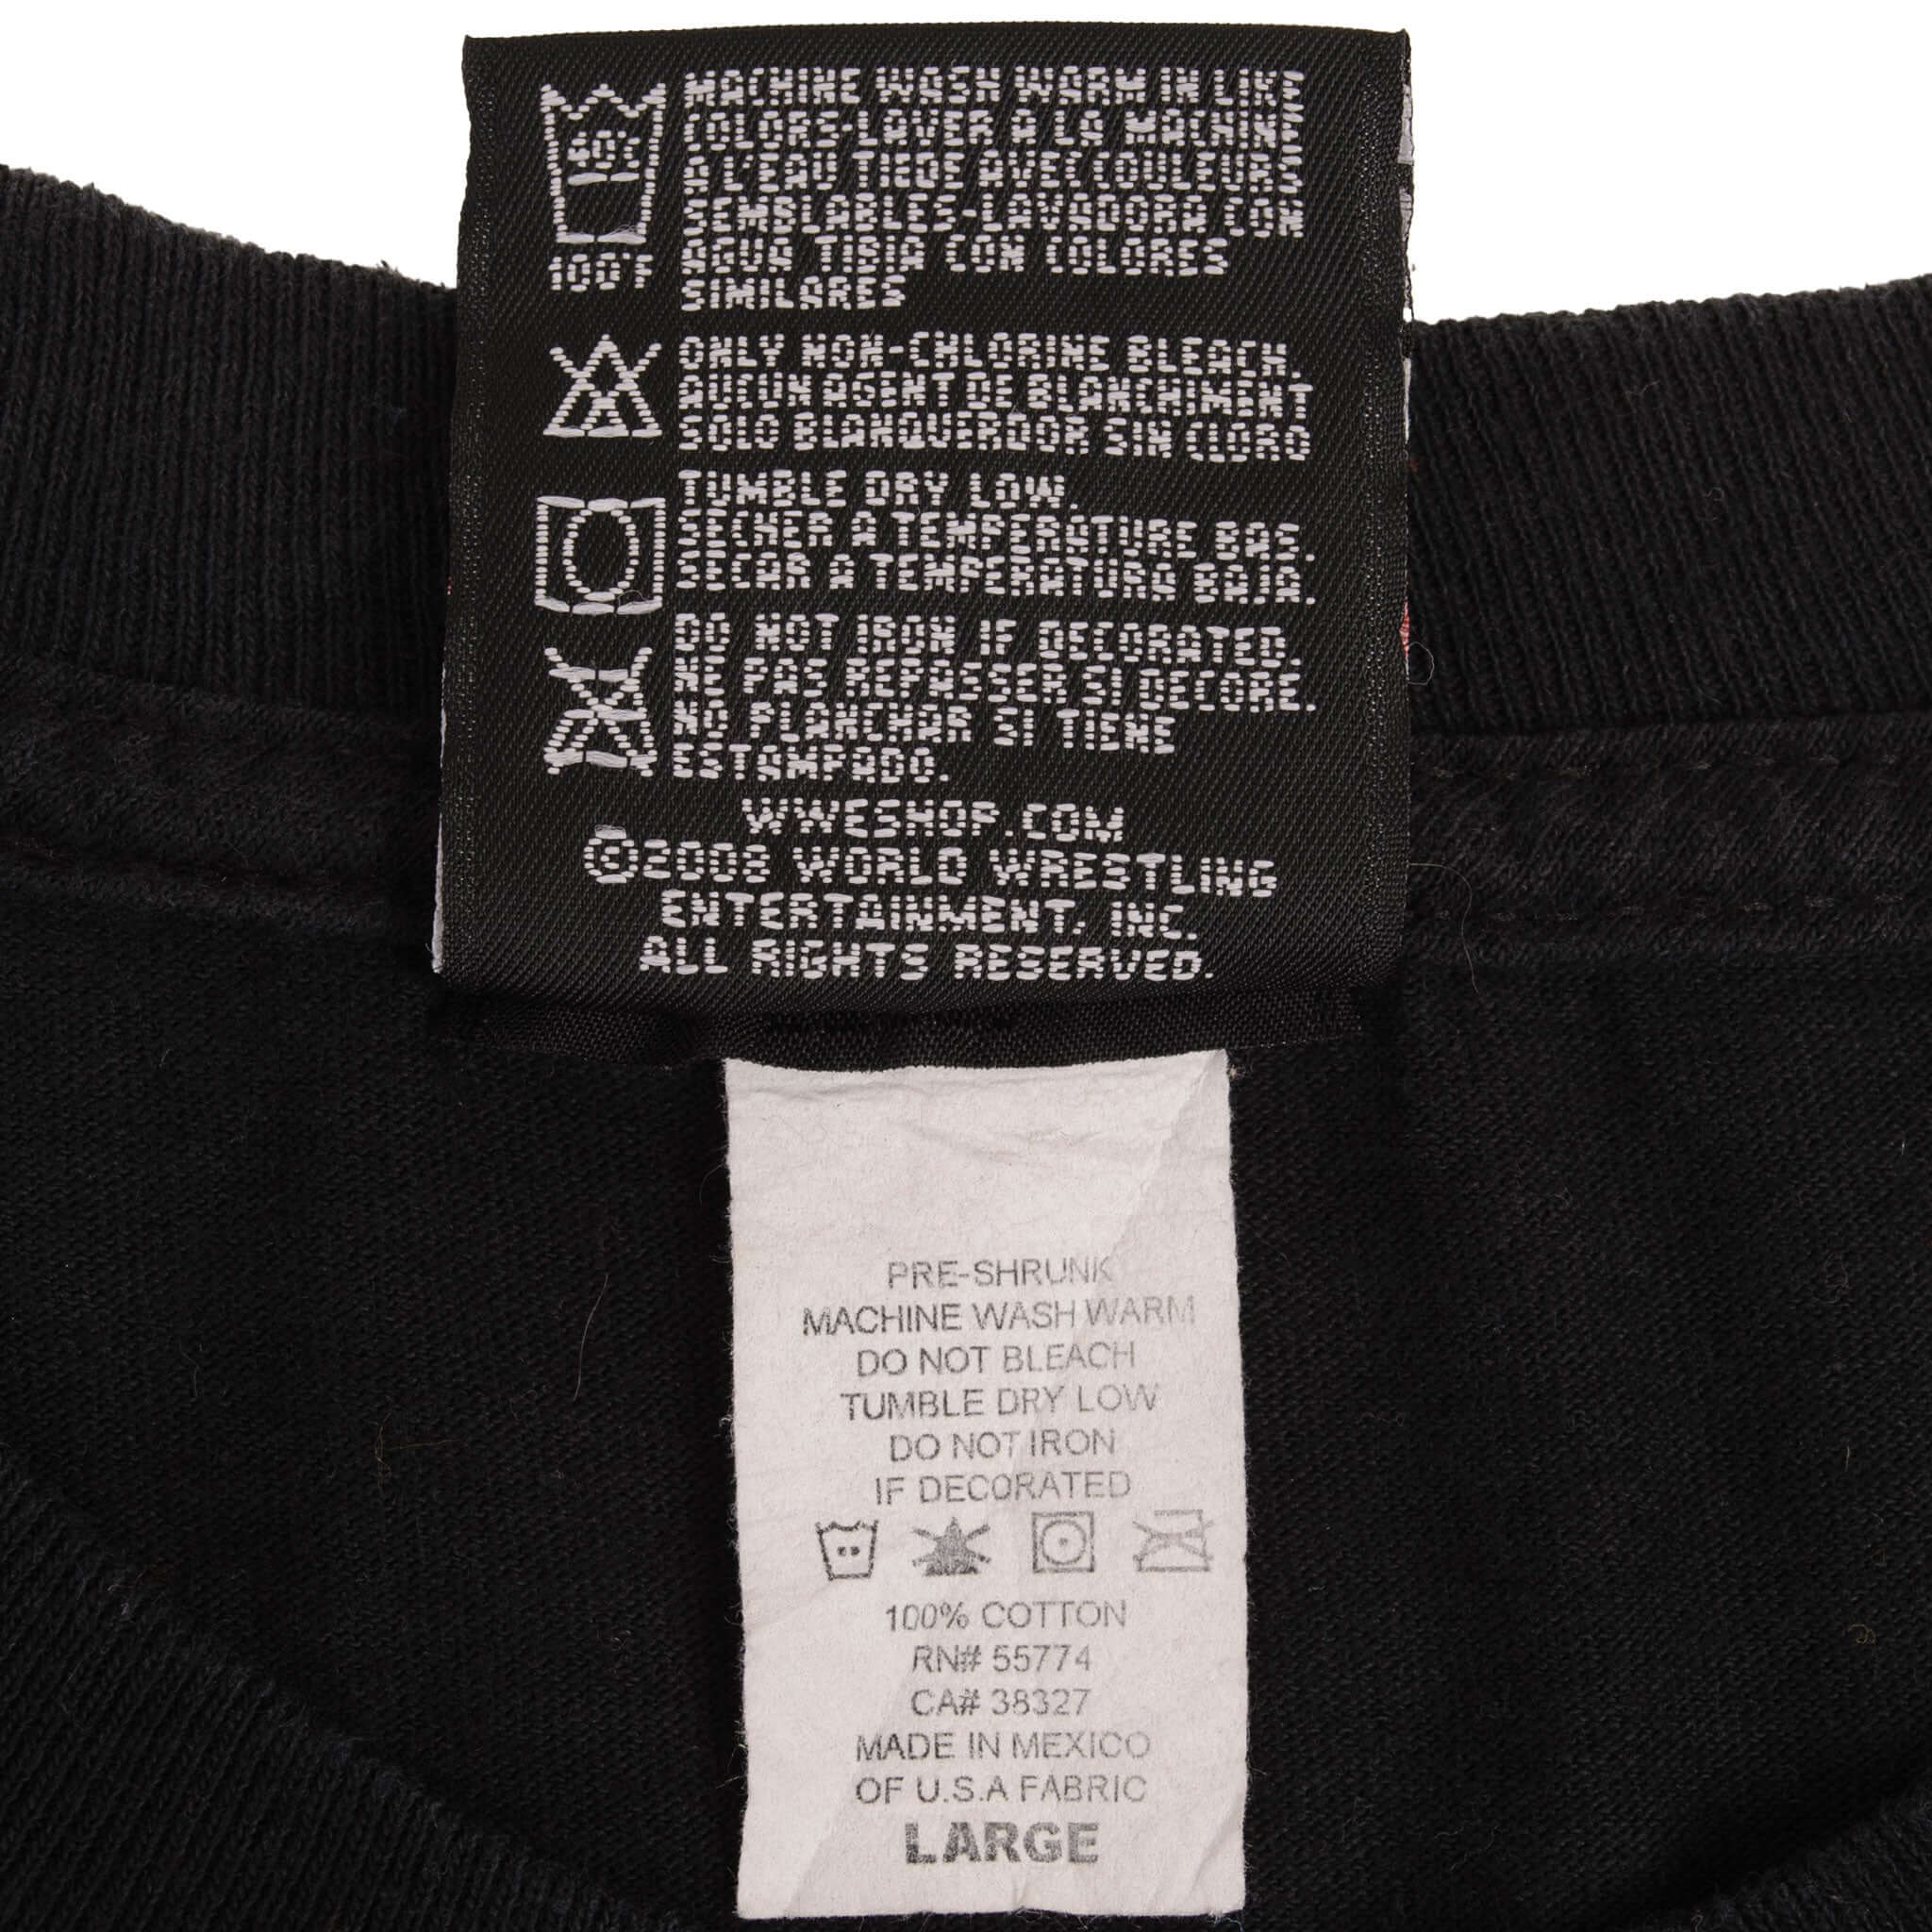 MACHINE WASH WARM IN LIKE
COLORS-LAVER A LA MACHINE
A L'EAU TIEDE AVEC COULEURS
SEMBLABLES-LAVADORA CON
AGUA TIBIA CON COLORES
SIMILARES
100F
ONLY NON-CHLORINE BLEACH
AUCUN AGENT DE BLANCHIMENT
SOLO BLANQUEADOR SIN CLORO
TUMBLE DRY LOW.
SECHER A TEMPERATURE BAS.
SECAR A TEMPERATURA BAJA.
DO NOT IRON IF DECORATED.
NE PAS REPASSER SI DECORE.
NO PLANCHAR SI TIENE
ESTAMPADO.
WWESHOP.COM
©2008 WORLD WRESTLING
ENTERTAINMENT, INC.
ALL RIGHTS RESERVED.
PRE-SHRUNK
MACHINE WASH WARM
DO NOT BLEACH
TUMBLE DRY LOW
DO NOT IRON
IF DECORATED
100% COTTON
RN# 55774
CA# 38327
MADE IN MEXICO
OF U.S.A FABRIC
LARGE